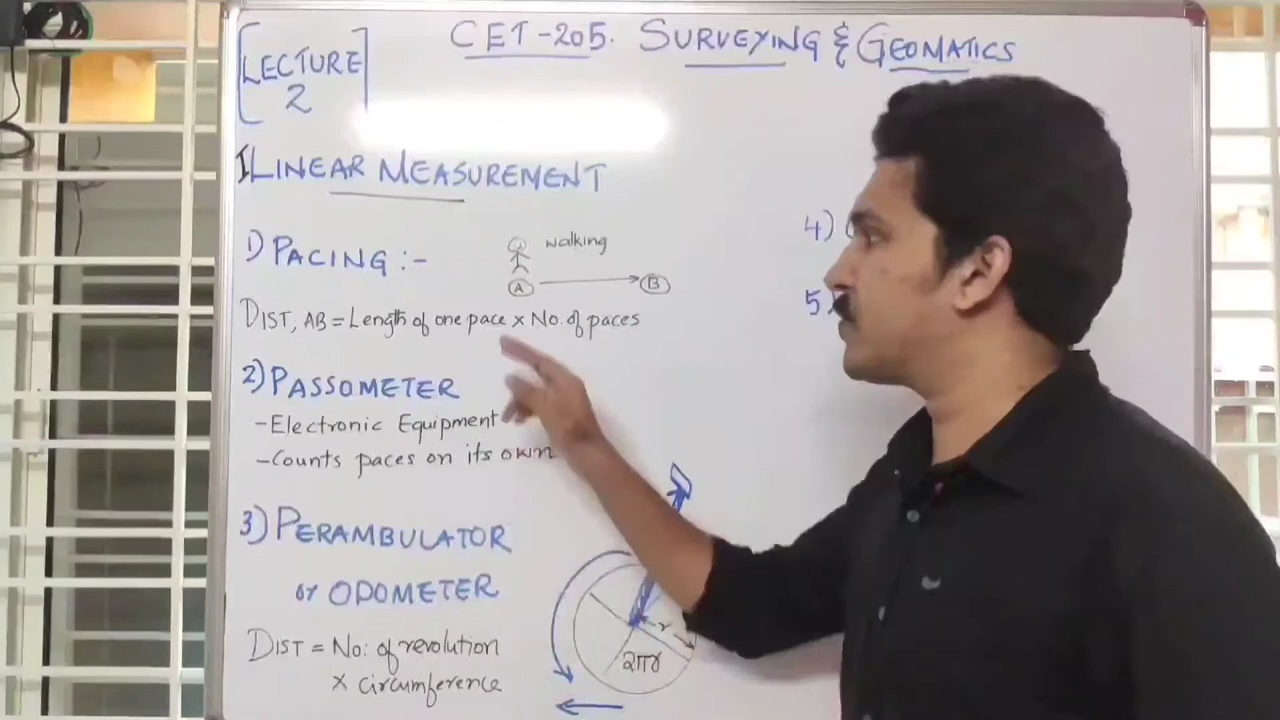 LECTURE
2
CET-205. SURVEYING & GEOMATICS
I LINEAR MEASUREMENT
1) PACING :-
walking
A
B
DIST, AB = Length of one pace x No. of paces
2) PASSOMETER
- Electronic Equipment
- Counts paces on its own
3) PERAMBULATOR
or ODOMETER
DIST = No: of revolution
x circumference
r
2πr
4)
5